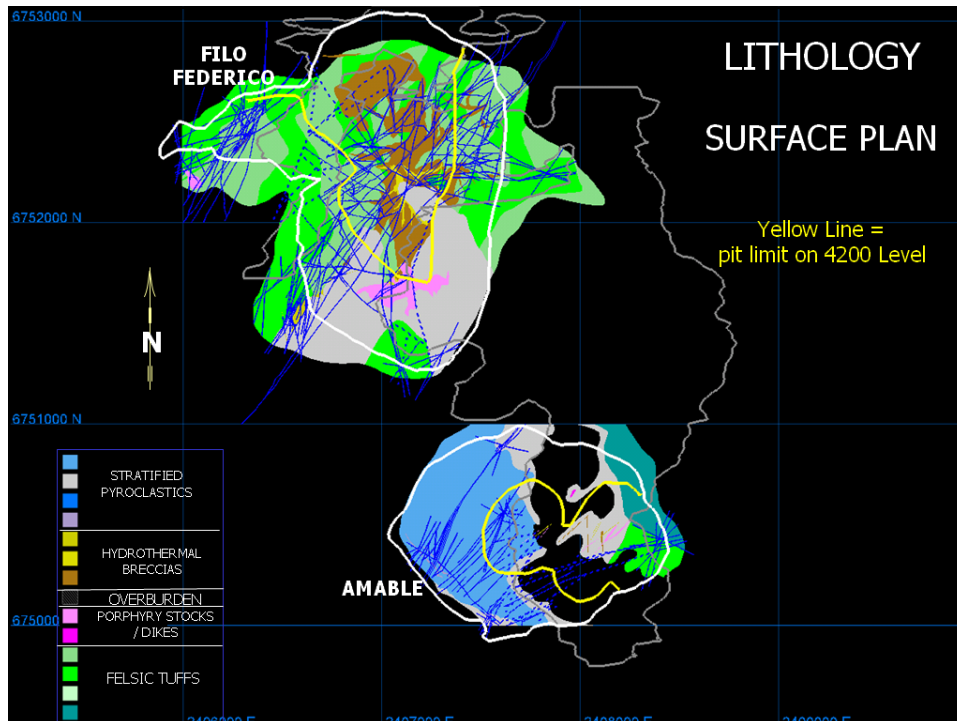 6753000 N
FILO
FEDERICO
LITHOLOGY
SURFACE PLAN
6752000 N
Yellow Line =
pit limit on 4200 Level
N
6751000 N
STRATIFIED
PYROCLASTICS
HYDROTHERMAL
BRECCIAS
OVERBURDEN
PORPHYRY STOCKS
/ DIKES
FELSIC TUFFS
AMABLE
675000